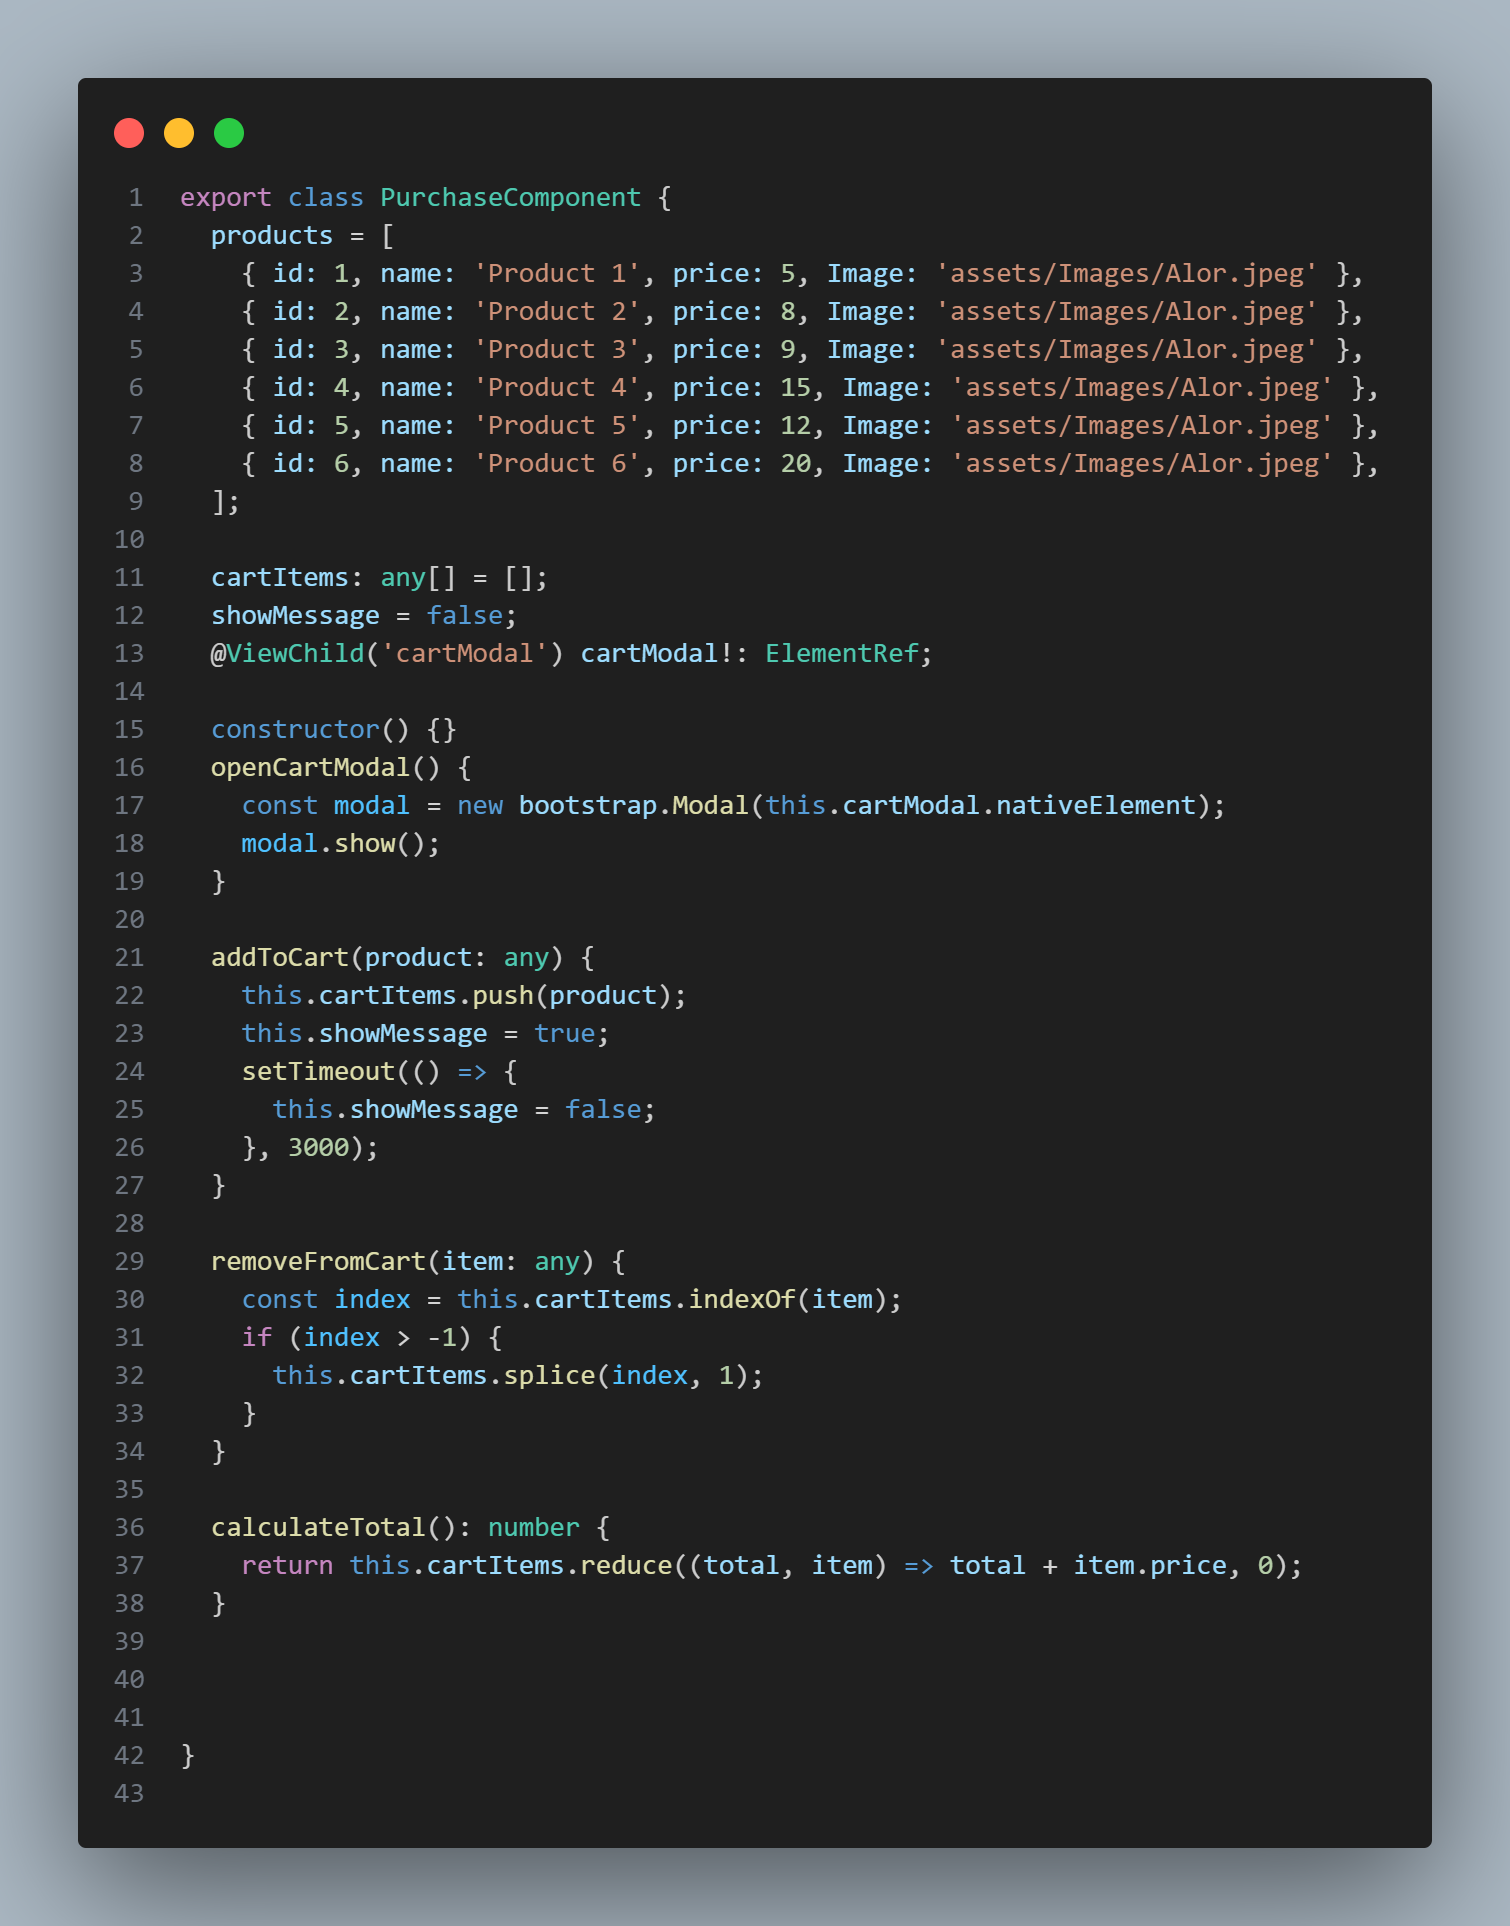 1 export class PurchaseComponent {
2   products = [
3     { id: 1, name: 'Product 1', price: 5, Image: 'assets/Images/Alor.jpeg' },
4     { id: 2, name: 'Product 2', price: 8, Image: 'assets/Images/Alor.jpeg' },
5     { id: 3, name: 'Product 3', price: 9, Image: 'assets/Images/Alor.jpeg' },
6     { id: 4, name: 'Product 4', price: 15, Image: 'assets/Images/Alor.jpeg' },
7     { id: 5, name: 'Product 5', price: 12, Image: 'assets/Images/Alor.jpeg' },
8     { id: 6, name: 'Product 6', price: 20, Image: 'assets/Images/Alor.jpeg' },
9   ];
10
11   cartItems: any[] = [];
12   showMessage = false;
13   @ViewChild('cartModal') cartModal!: ElementRef;
14
15   constructor() {}
16   openCartModal() {
17     const modal = new bootstrap.Modal(this.cartModal.nativeElement);
18     modal.show();
19   }
20
21   addToCart(product: any) {
22     this.cartItems.push(product);
23     this.showMessage = true;
24     setTimeout(() => {
25       this.showMessage = false;
26     }, 3000);
27   }
28
29   removeFromCart(item: any) {
30     const index = this.cartItems.indexOf(item);
31     if (index > -1) {
32       this.cartItems.splice(index, 1);
33     }
34   }
35
36   calculateTotal(): number {
37     return this.cartItems.reduce((total, item) => total + item.price, 0);
38   }
39
40
41
42 }
43